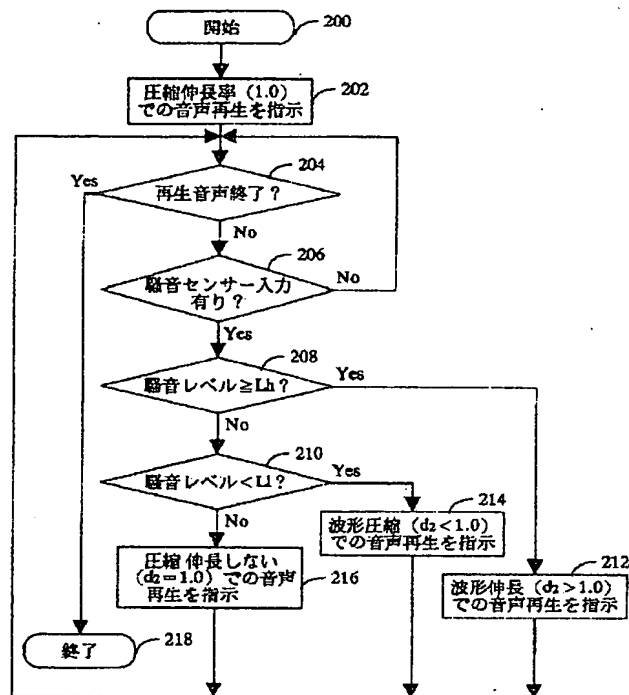 開始
200
圧縮伸長率（1.0）
での音声再生を指示
202
204
Yes
再生音声終了？
No
206
騒音センサー入力
有り？
No
Yes
208
騒音レベル≧Lh？
Yes
No
210
騒音レベル＜Ll？
Yes
No
214
波形圧縮（d2＜1.0）
での音声再生を指示
圧縮伸長しない
（d2＝1.0）での音声
再生を指示
216
212
波形伸長（d2＞1.0）
での音声再生を指示
終了
218